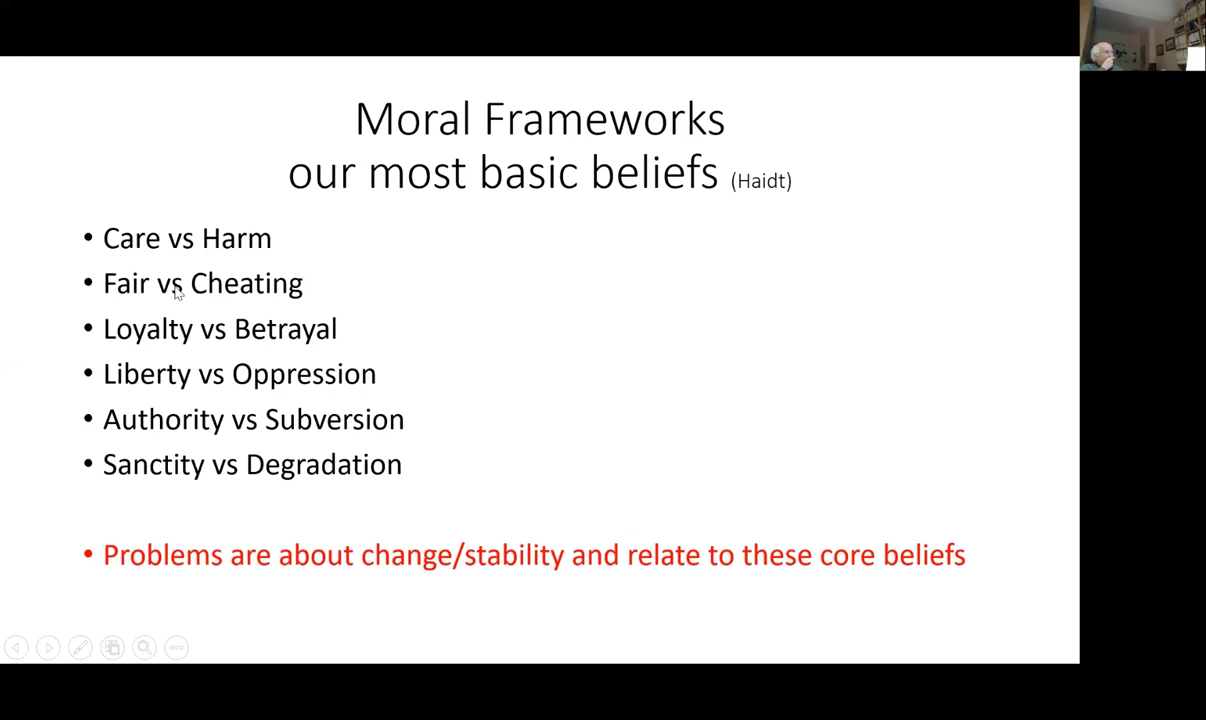 Moral Frameworks
our most basic beliefs (Haidt)
• Care vs Harm
• Fair vs Cheating
• Loyalty vs Betrayal
• Liberty vs Oppression
• Authority vs Subversion
• Sanctity vs Degradation
• Problems are about change/stability and relate to these core beliefs